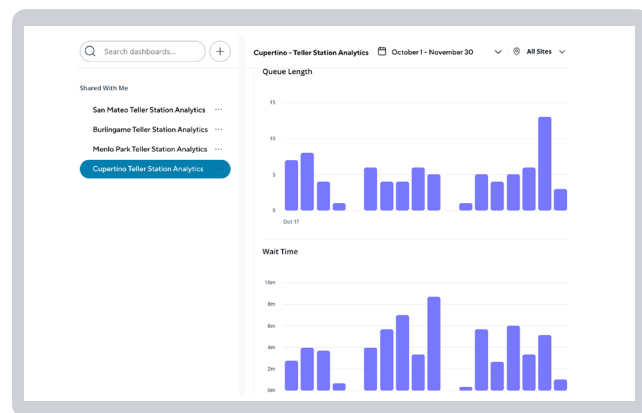 Search dashboards...
Cupertino - Teller Station Analytics
October 1 - November 30
All Sites
Shared With Me
San Mateo Teller Station Analytics
Burlingame Teller Station Analytics
Menlo Park Teller Station Analytics
Cupertino Teller Station Analytics
Queue Length
15
10
5
0
Oct 17
Wait Time
10m
8m
6m
4m
2m
0m